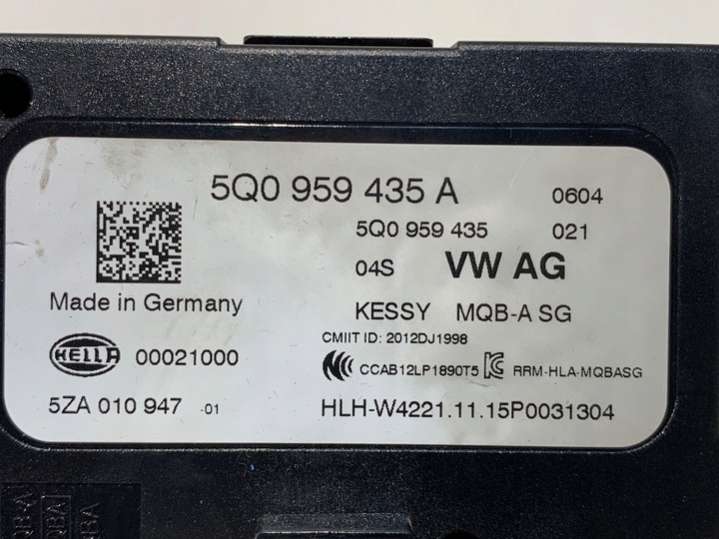 5Q0 959 435 A 0604
5Q0 959 435 021
04S VW AG
Made in Germany KESSY MQB-A SG
CMIIT ID: 2012DJ1998
HELLA 00021000 CCAB12LP1890T5 RRM-HLA-MQBASG
5ZA 010 947 -01 HLH-W4221.11.15P0031304